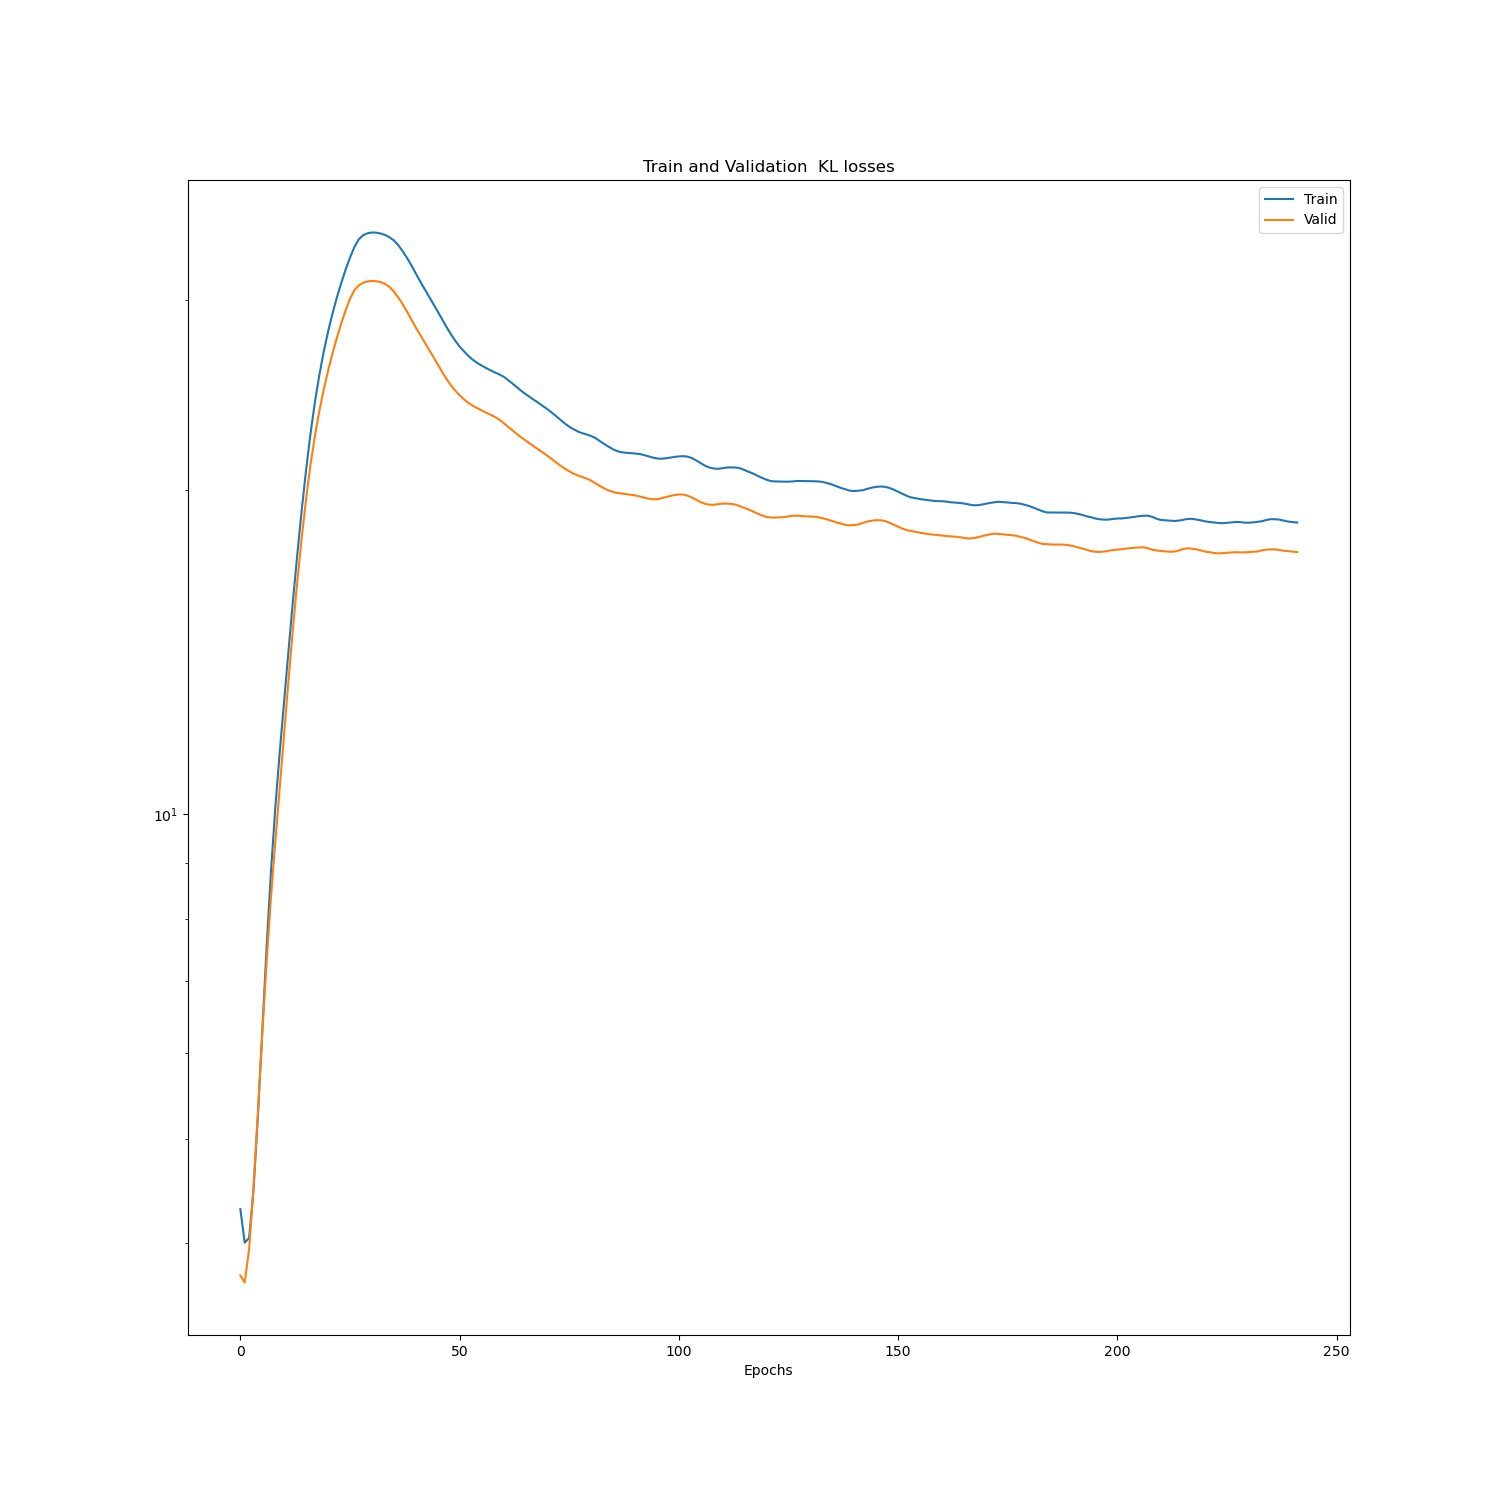 Train and Validation  KL losses
Train
Valid
10¹
0 50 100 150 200 250
Epochs